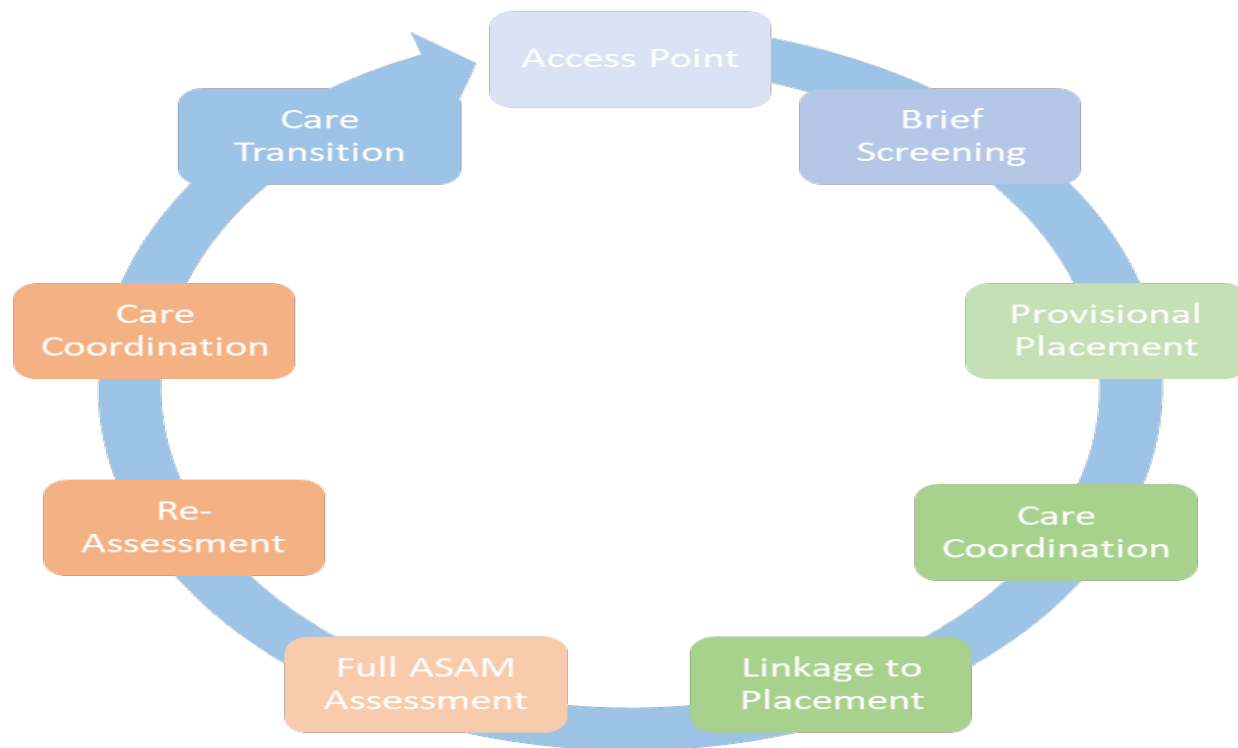 Access Point
Brief
Screening
Provisional
Placement
Care
Coordination
Linkage to
Placement
Full ASAM
Assessment
Re-
Assessment
Care
Coordination
Care
Transition